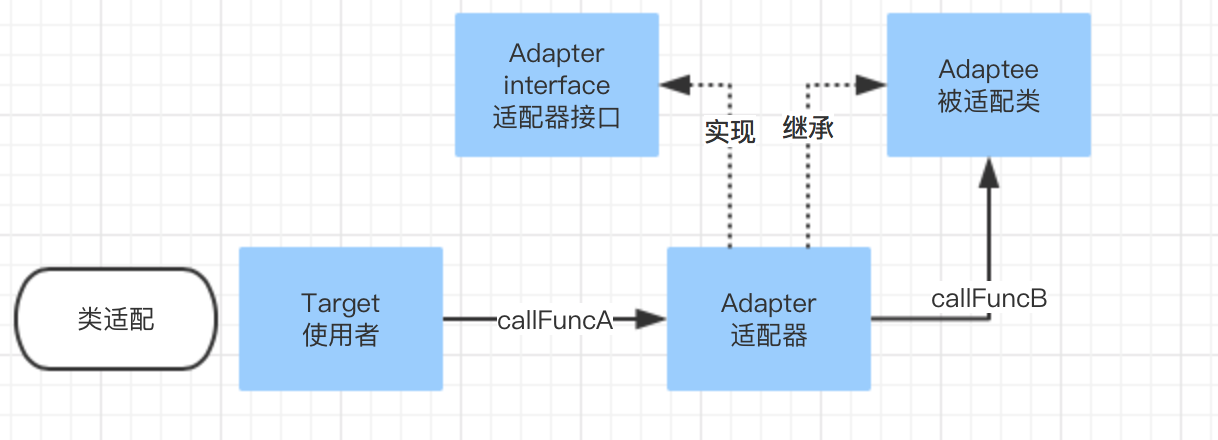 Adapter
interface
适配器接口
Adaptee
被适配类
实现
继承
类适配
Target
使用者
callFuncA
Adapter
适配器
callFuncB